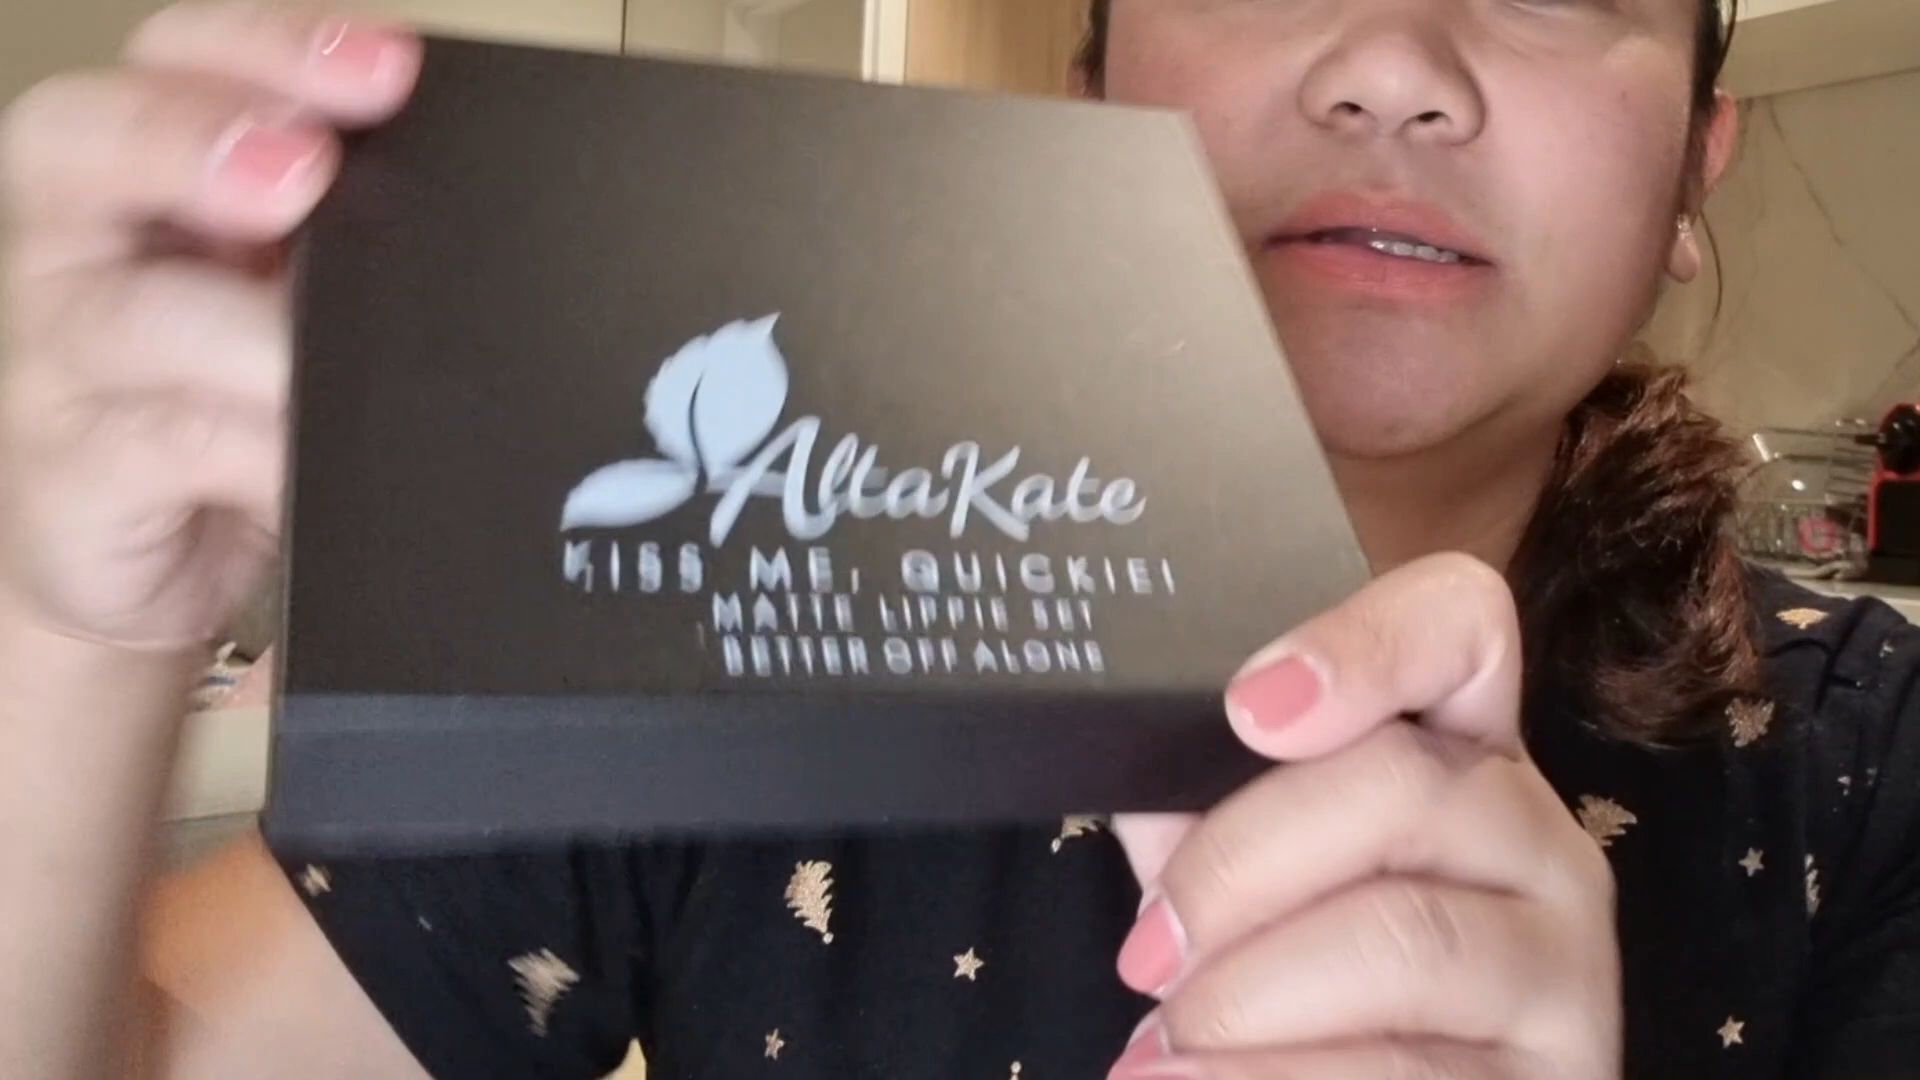 AltaKate
KISS ME, QUICKIE!
MATTE LIPPIE SET
BETTER OFF ALONE